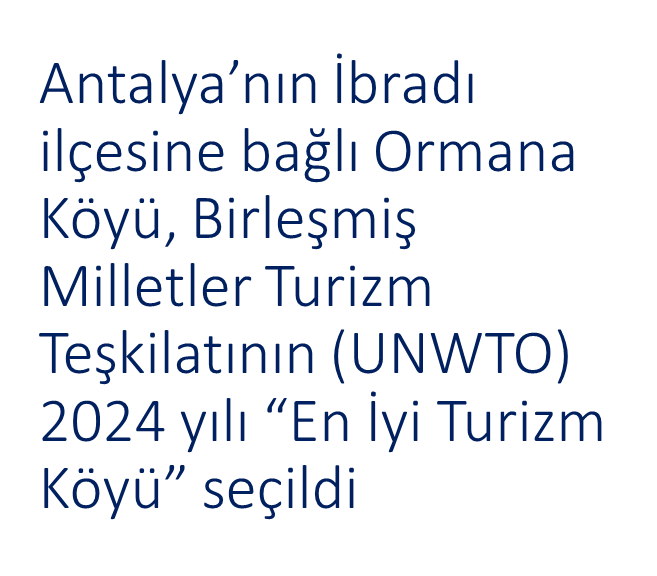 Antalya’nın İbradı
ilçesine bağlı Ormana
Köyü, Birleşmiş
Milletler Turizm
Teşkilatının (UNWTO)
2024 yılı “En İyi Turizm
Köyü” seçildi